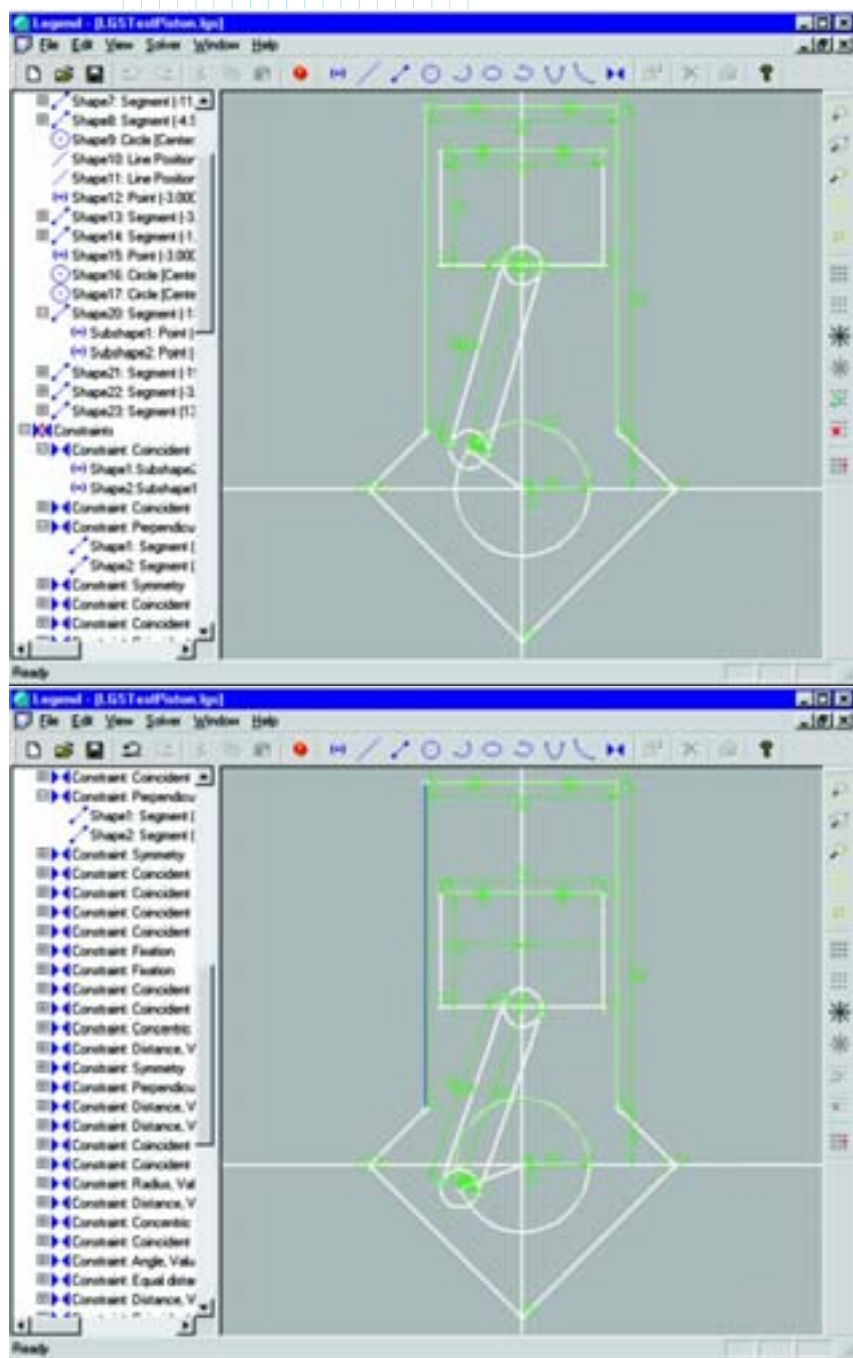 Legend - [LGSTestPiston.lgs]
File Edit View Solver Window Help
Shape7: Segment (-11.
Shape8: Segment (-4.5
Shape9: Circle [Center
Shape10: Line Position
Shape11: Line Position
Shape12: Point (-3.000
Shape13: Segment (-3.
Shape14: Segment (-1.
Shape15: Point (-3.000
Shape16: Circle [Cente
Shape17: Circle [Cente
Shape20: Segment (-1
Subshape1: Point (
Subshape2: Point (
Shape21: Segment (-1
Shape22: Segment (-3.
Shape23: Segment (13
Constraints
Constraint: Coincident
Shape1:Subshape2
Shape2:Subshape1
Constraint: Coincident
Constraint: Perpendicu
Shape1: Segment (
Shape2: Segment (
Constraint: Symmetry
Constraint: Coincident
Constraint: Coincident
Ready
Legend - [LGSTestPiston.lgs]
File Edit View Solver Window Help
Constraint: Coincident
Constraint: Perpendicu
Shape1: Segment (
Shape2: Segment (
Constraint: Symmetry
Constraint: Coincident
Constraint: Coincident
Constraint: Coincident
Constraint: Coincident
Constraint: Fixation
Constraint: Fixation
Constraint: Coincident
Constraint: Coincident
Constraint: Concentric
Constraint: Distance, V
Constraint: Symmetry
Constraint: Perpendicu
Constraint: Distance, V
Constraint: Distance, V
Constraint: Coincident
Constraint: Coincident
Constraint: Radius, Val
Constraint: Distance, V
Constraint: Concentric
Constraint: Coincident
Constraint: Angle, Valu
Constraint: Equal distan
Constraint: Distance, V
Ready